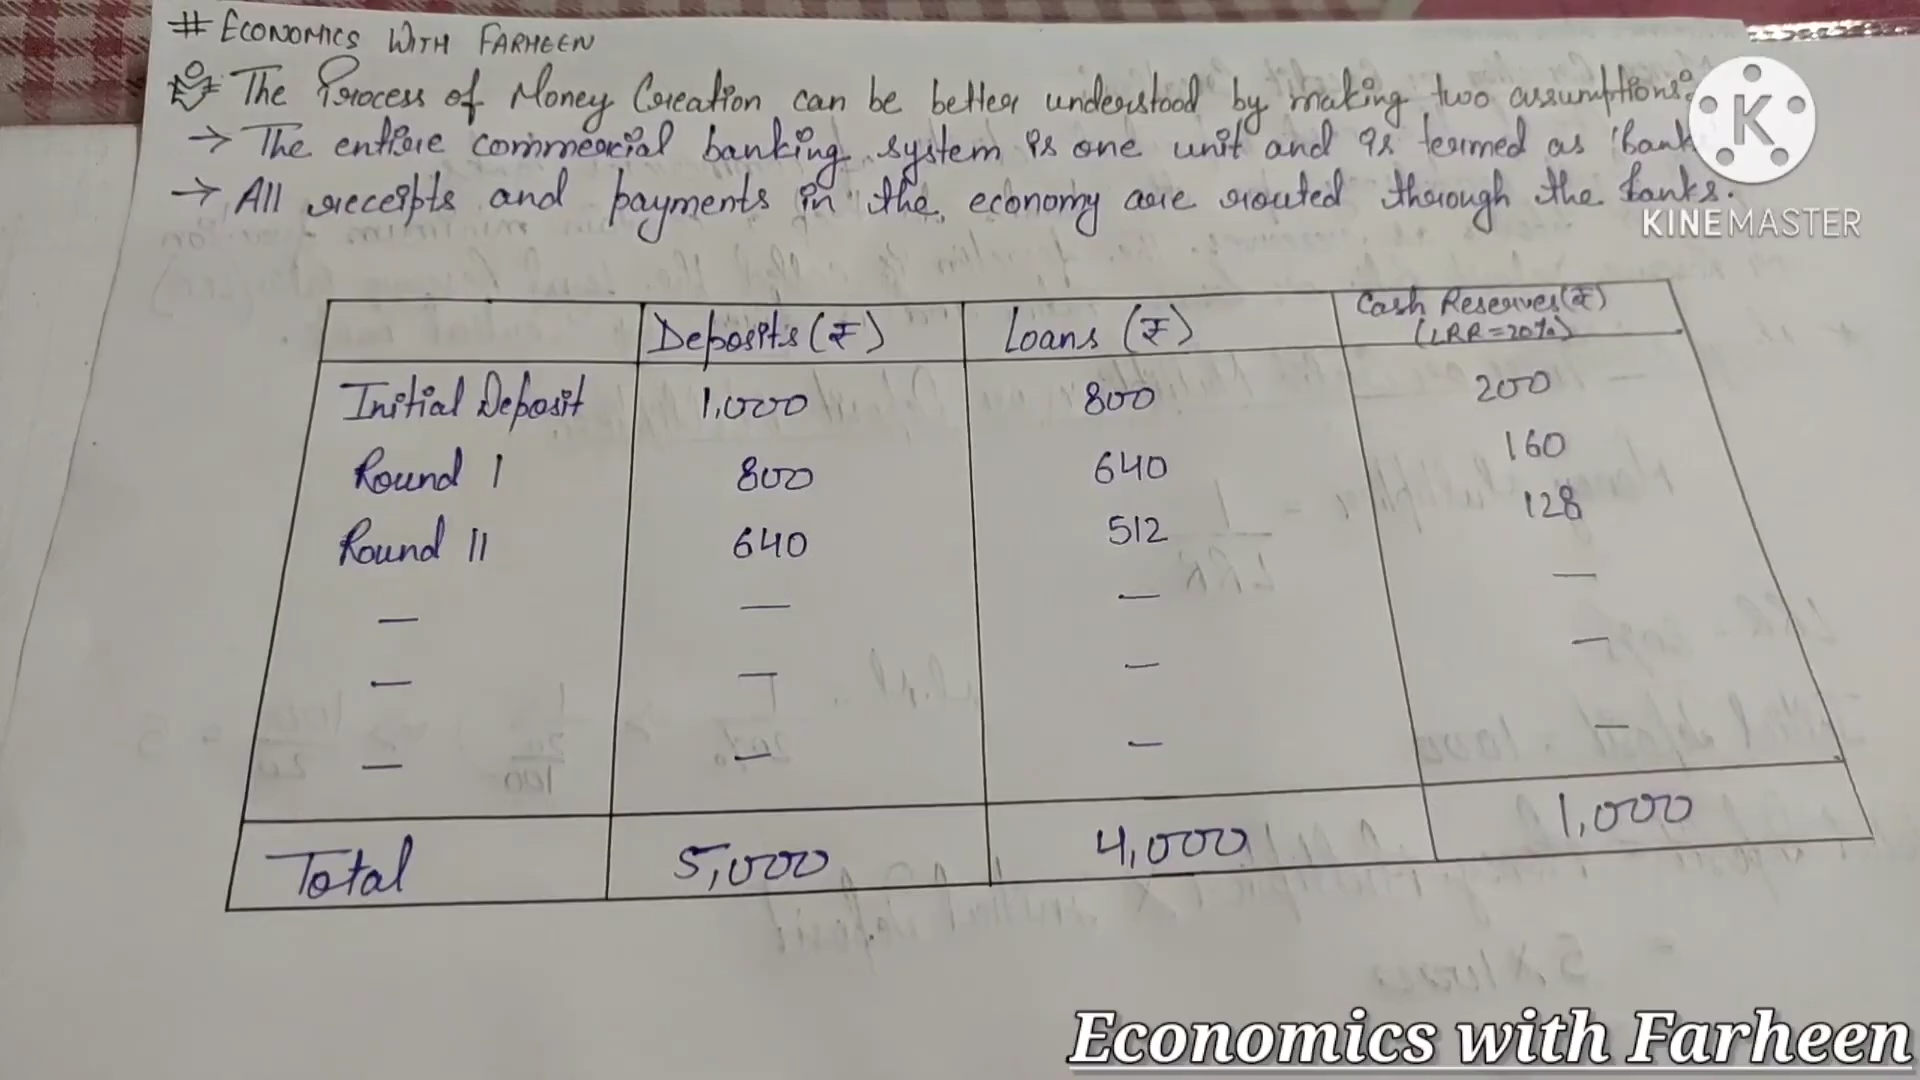 # ECONOMICS WITH FARHEEN
The Process of Money Creation can be better understood by making two assumptions:
→ The entire commercial banking system is one unit and is termed as 'bank
→ All receipts and payments in the economy are routed through the banks.
K
KINEMASTER
Deposits (₹) Loans (₹) Cash Reserves (₹) (LRR=20%)
Initial Deposit 1,000 800 200
Round I 800 640 160
Round II 640 512 128
— — — —
— — — —
— — — —
Total 5,000 4,000 1,000
Economics with Farheen